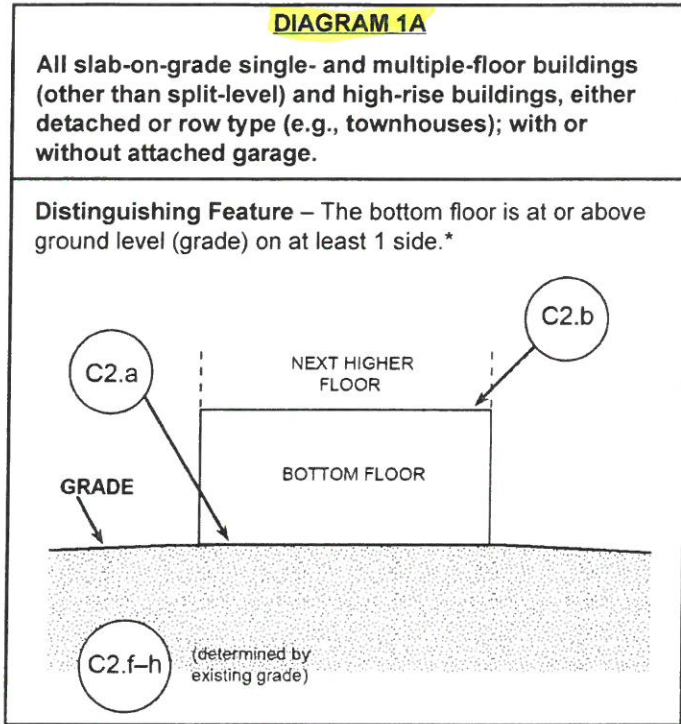 DIAGRAM 1A
All slab-on-grade single- and multiple-floor buildings
(other than split-level) and high-rise buildings, either
detached or row type (e.g., townhouses); with or
without attached garage.
Distinguishing Feature – The bottom floor is at or above
ground level (grade) on at least 1 side.*
C2.b
NEXT HIGHER
FLOOR
C2.a
BOTTOM FLOOR
GRADE
C2.f–h
(determined by
existing grade)